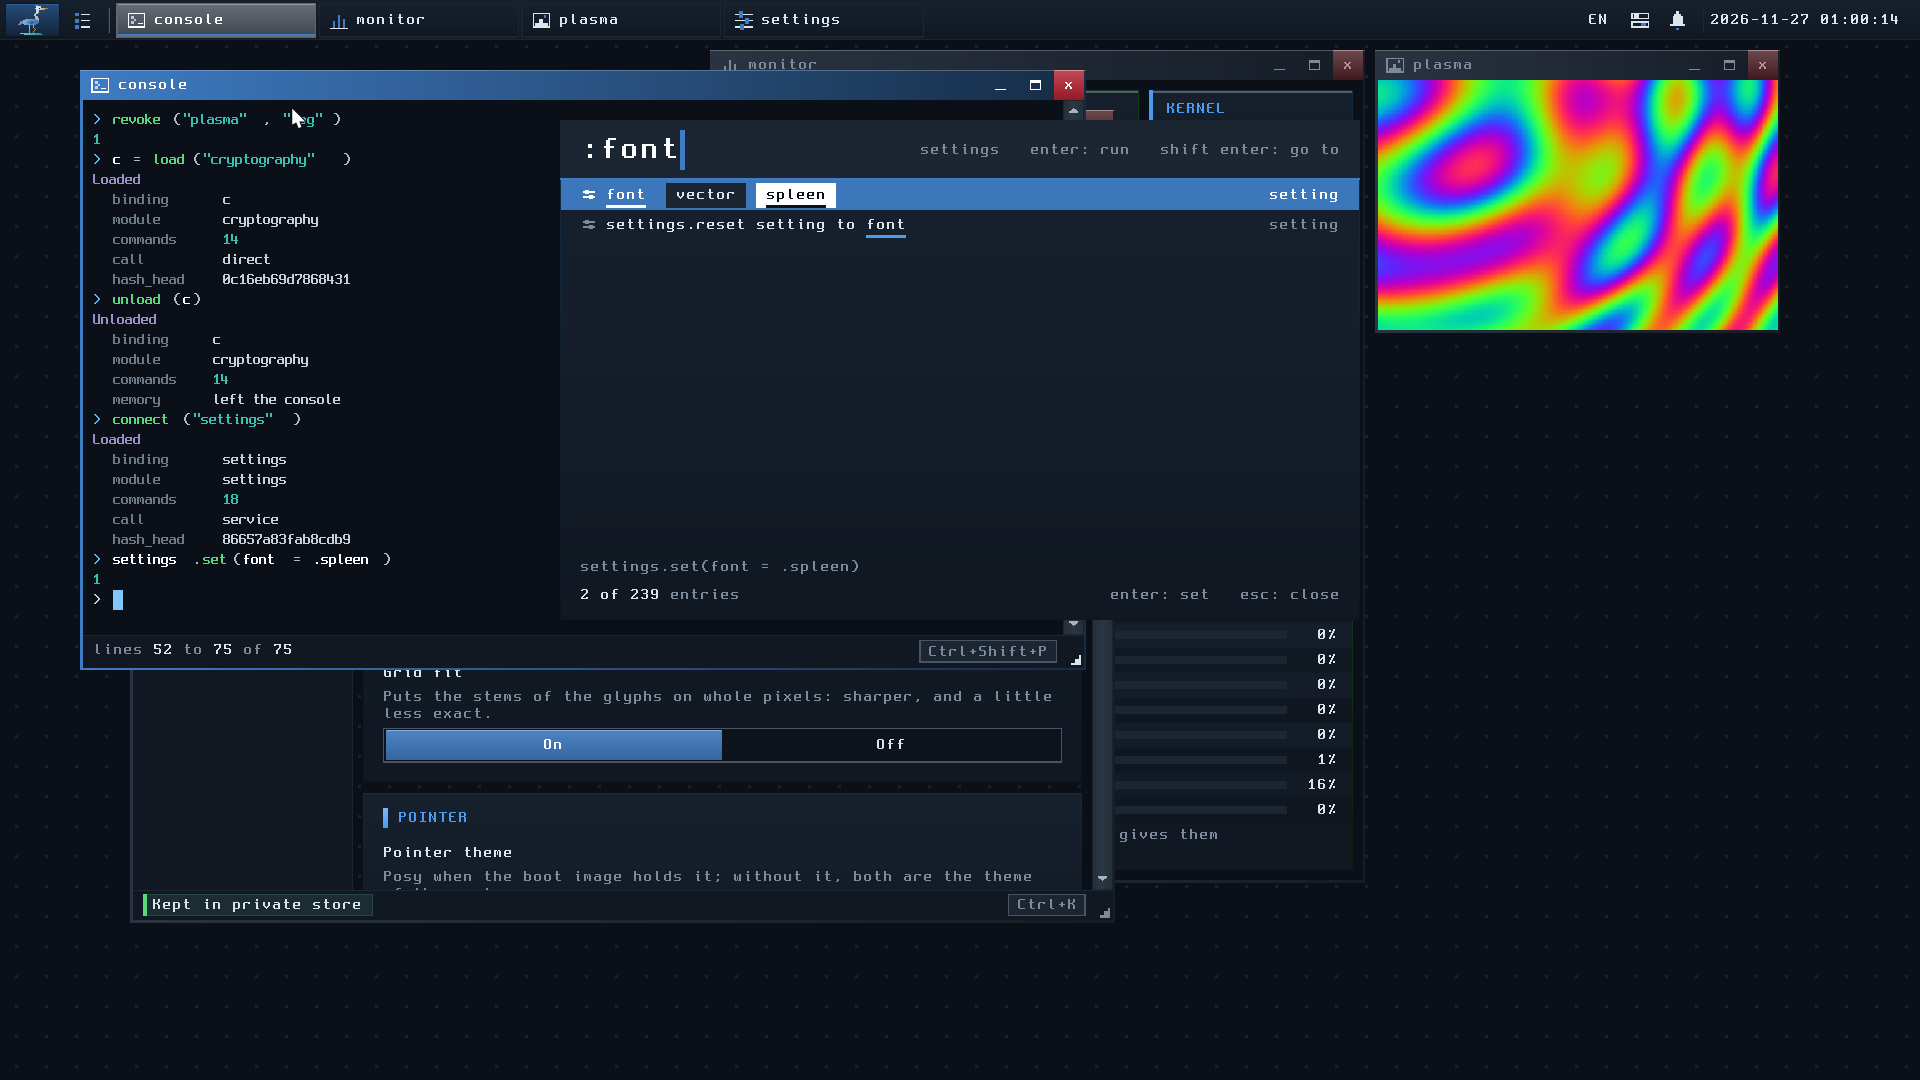 console
monitor
plasma
settings
EN
2026-11-27 01:00:14
monitor
plasma
console
> revoke ("plasma" , " g" )
1
> c = load ("cryptography" )
Loaded
binding c
module cryptography
commands 14
call direct
hash_head 0c16eb69d7868431
> unload (c)
Unloaded
binding c
module cryptography
commands 14
memory left the console
> connect ("settings" )
Loaded
binding settings
module settings
commands 18
call service
hash_head 86657a83fab8cdb9
> settings .set (font = .spleen )
1
>
lines 52 to 75 of 75
Ctrl+Shift+P
KERNEL
:font
settings enter: run shift enter: go to
font vector spleen setting
settings.reset setting to font setting
settings.set(font = .spleen)
2 of 239 entries
enter: set esc: close
0%
0%
0%
0%
0%
1%
16%
0%
gives them
Grid fit
Puts the stems of the glyphs on whole pixels: sharper, and a little
less exact.
On
Off
POINTER
Pointer theme
Posy when the boot image holds it; without it, both are the theme
Kept in private store
Ctrl+K